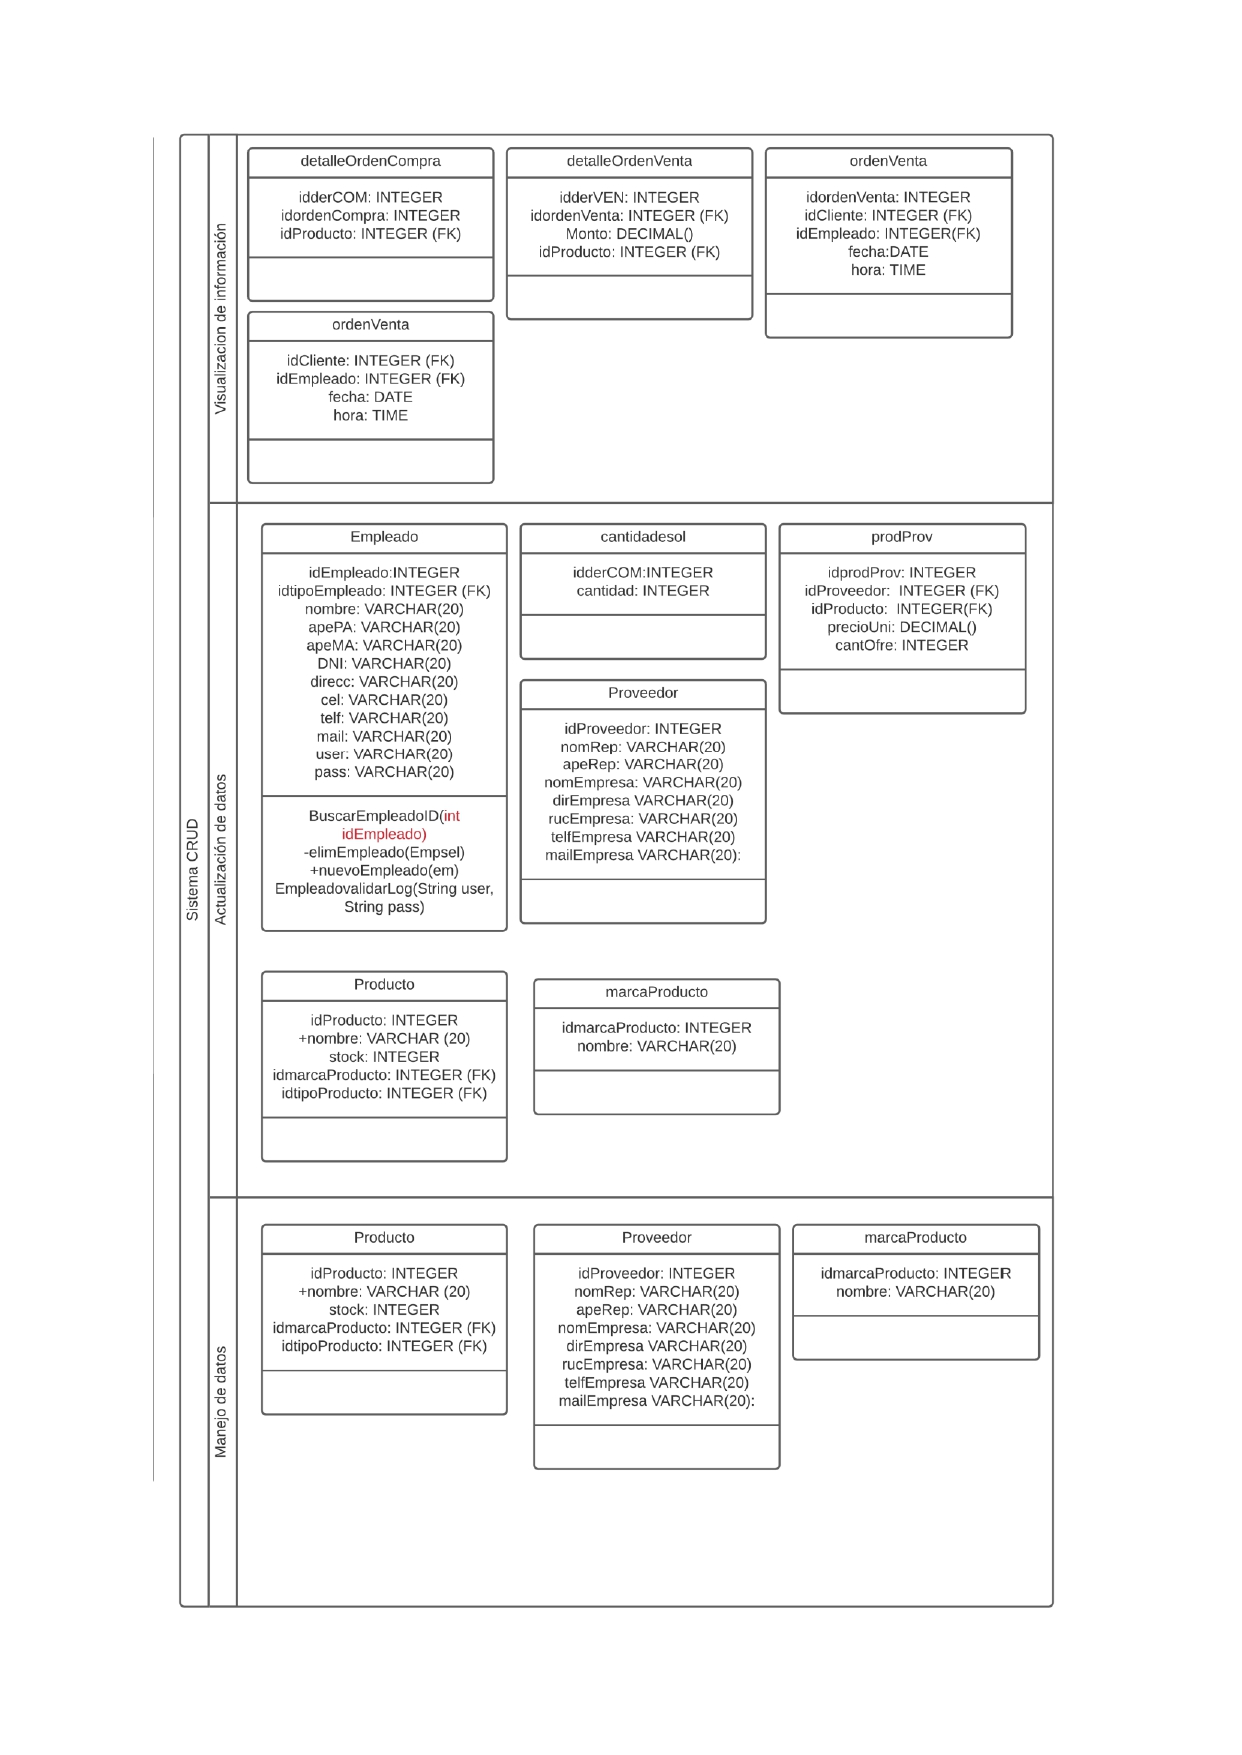 Sistema CRUD
Visualizacion de información
detalleOrdenCompra
idderCOM: INTEGER
idordenCompra: INTEGER
idProducto: INTEGER (FK)
detalleOrdenVenta
idderVEN: INTEGER
idordenVenta: INTEGER (FK)
Monto: DECIMAL()
idProducto: INTEGER (FK)
ordenVenta
idordenVenta: INTEGER
idCliente: INTEGER (FK)
idEmpleado: INTEGER(FK)
fecha:DATE
hora: TIME
ordenVenta
idCliente: INTEGER (FK)
idEmpleado: INTEGER (FK)
fecha: DATE
hora: TIME
Actualización de datos
Empleado
idEmpleado:INTEGER
idtipoEmpleado: INTEGER (FK)
nombre: VARCHAR(20)
apePA: VARCHAR(20)
apeMA: VARCHAR(20)
DNI: VARCHAR(20)
direcc: VARCHAR(20)
cel: VARCHAR(20)
telf: VARCHAR(20)
mail: VARCHAR(20)
user: VARCHAR(20)
pass: VARCHAR(20)
BuscarEmpleadoID(int
idEmpleado)
-elimEmpleado(Empsel)
+nuevoEmpleado(em)
EmpleadovalidarLog(String user,
String pass)
cantidadesol
idderCOM:INTEGER
cantidad: INTEGER
prodProv
idprodProv: INTEGER
idProveedor:  INTEGER (FK)
idProducto:  INTEGER(FK)
precioUni: DECIMAL()
cantOfre: INTEGER
Proveedor
idProveedor: INTEGER
nomRep: VARCHAR(20)
apeRep: VARCHAR(20)
nomEmpresa: VARCHAR(20)
dirEmpresa VARCHAR(20)
rucEmpresa: VARCHAR(20)
telfEmpresa VARCHAR(20)
mailEmpresa VARCHAR(20):
Producto
idProducto: INTEGER
+nombre: VARCHAR (20)
stock: INTEGER
idmarcaProducto: INTEGER (FK)
idtipoProducto: INTEGER (FK)
marcaProducto
idmarcaProducto: INTEGER
nombre: VARCHAR(20)
Manejo de datos
Producto
idProducto: INTEGER
+nombre: VARCHAR (20)
stock: INTEGER
idmarcaProducto: INTEGER (FK)
idtipoProducto: INTEGER (FK)
Proveedor
idProveedor: INTEGER
nomRep: VARCHAR(20)
apeRep: VARCHAR(20)
nomEmpresa: VARCHAR(20)
dirEmpresa VARCHAR(20)
rucEmpresa: VARCHAR(20)
telfEmpresa VARCHAR(20)
mailEmpresa VARCHAR(20):
marcaProducto
idmarcaProducto: INTEGER
nombre: VARCHAR(20)